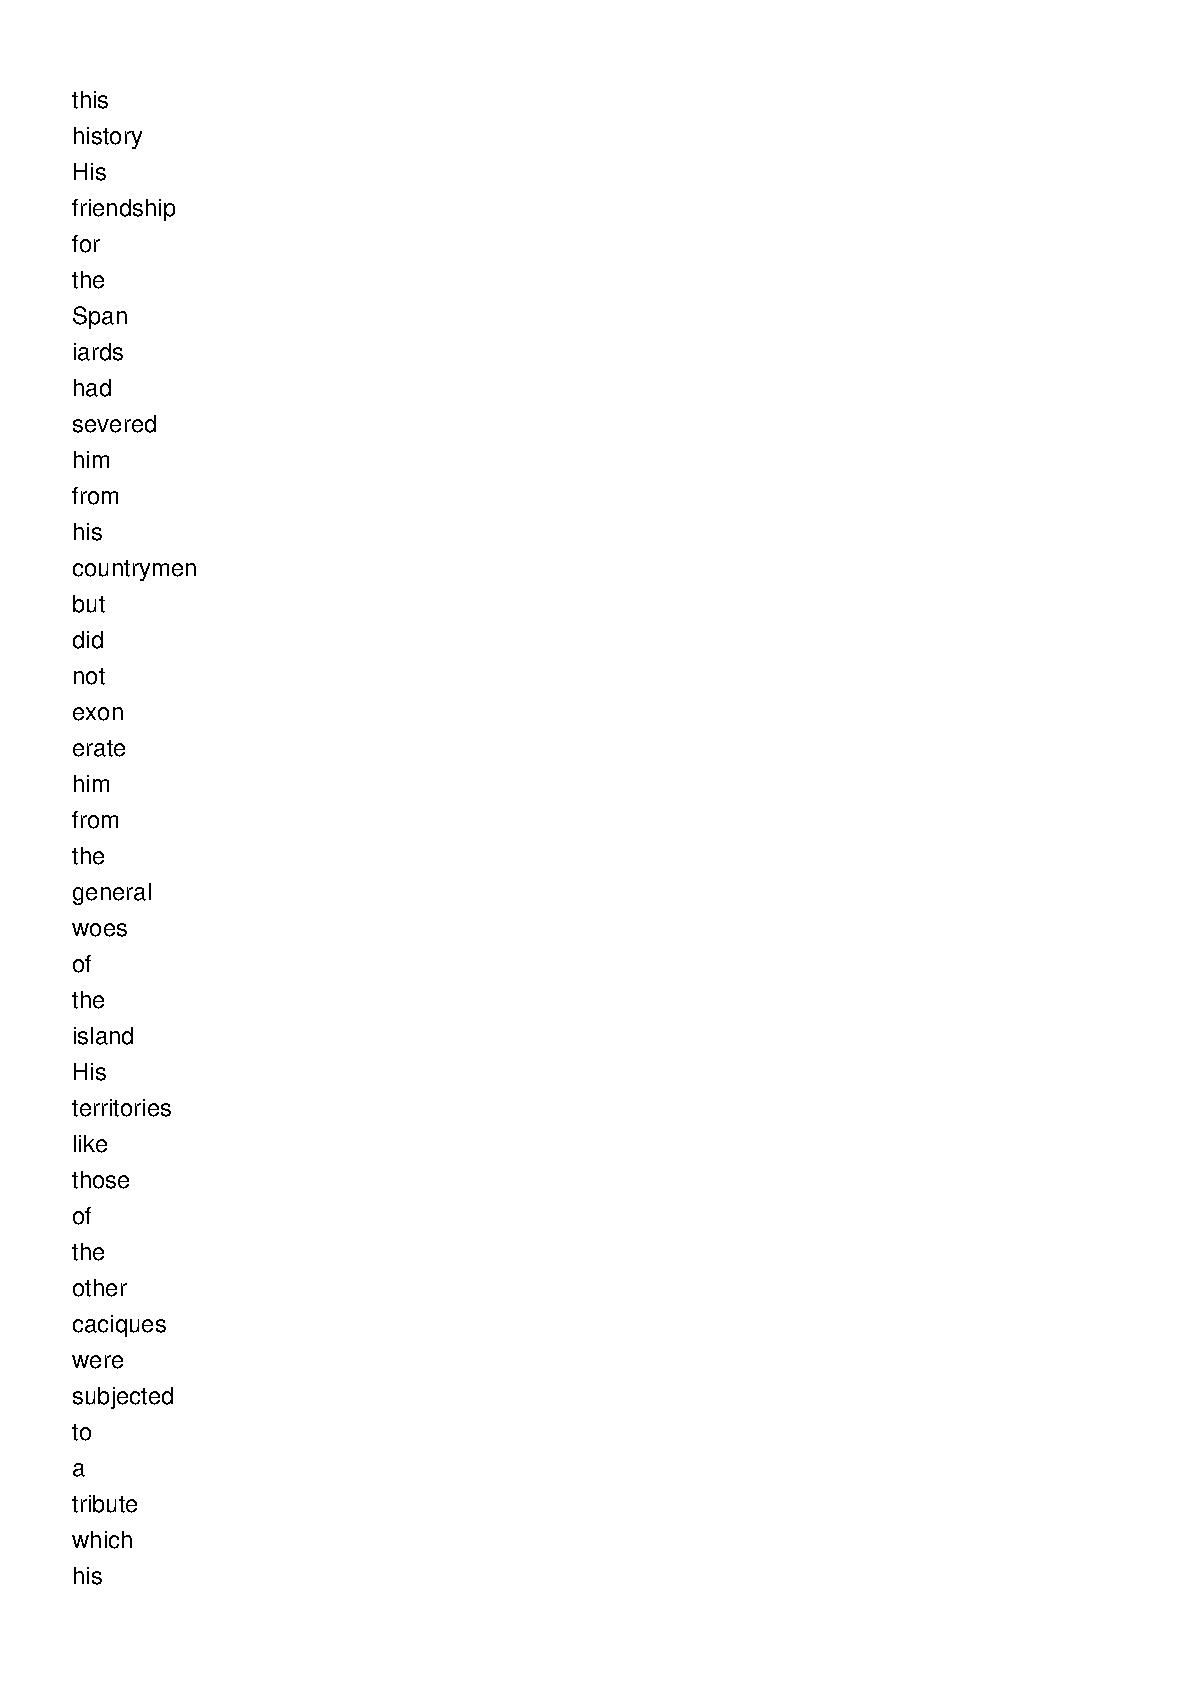 this
history
His
friendship
for
the
Span
iards
had
severed
him
from
his
countrymen
but
did
not
exon
erate
him
from
the
general
woes
of
the
island
His
territories
like
those
of
the
other
caciques
were
subjected
to
a
tribute
which
his